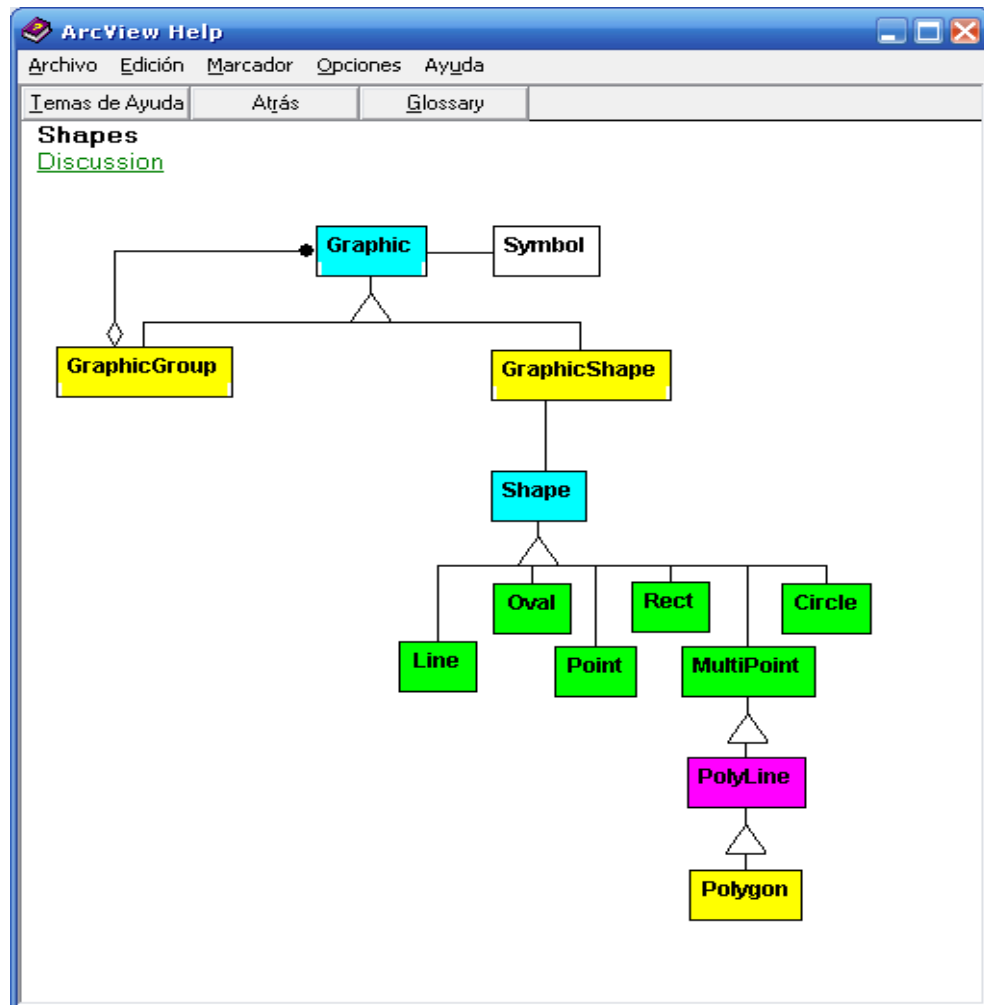 ArcView Help
Archivo Edición Marcador Opciones Ayuda
Temas de Ayuda Atrás Glossary
Shapes
Discussion
Graphic Symbol
GraphicGroup GraphicShape
Shape
Oval Rect Circle
Line Point MultiPoint
PolyLine
Polygon